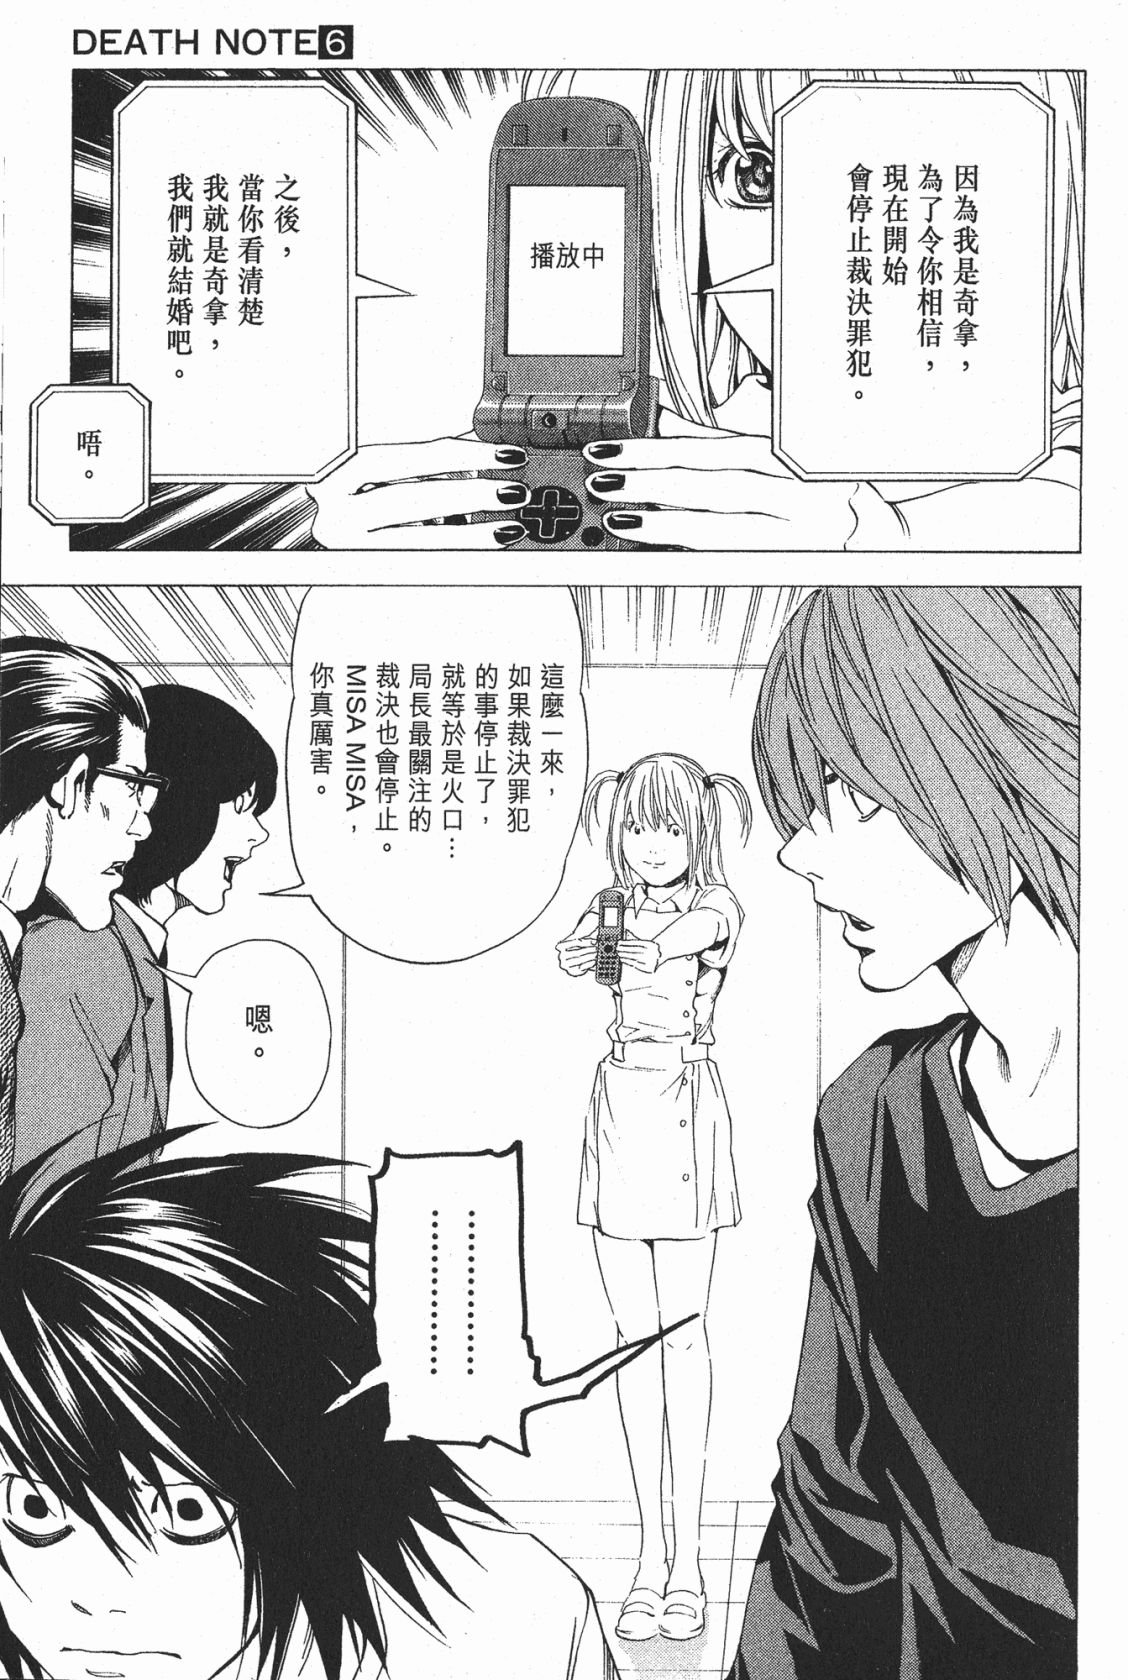 DEATH NOTE 6
因為我是奇拿，
為了令你相信，
現在開始
會停止裁決罪犯。
播放中
之後，
當你看清楚
我就是奇拿，
我們就結婚吧。
唔。
這麼一來，
如果裁決罪犯
的事停止了，
就等於是火口…
局長最關注的
裁決也會停止。
MISA MISA，
你真厲害。
嗯。
………………
………………